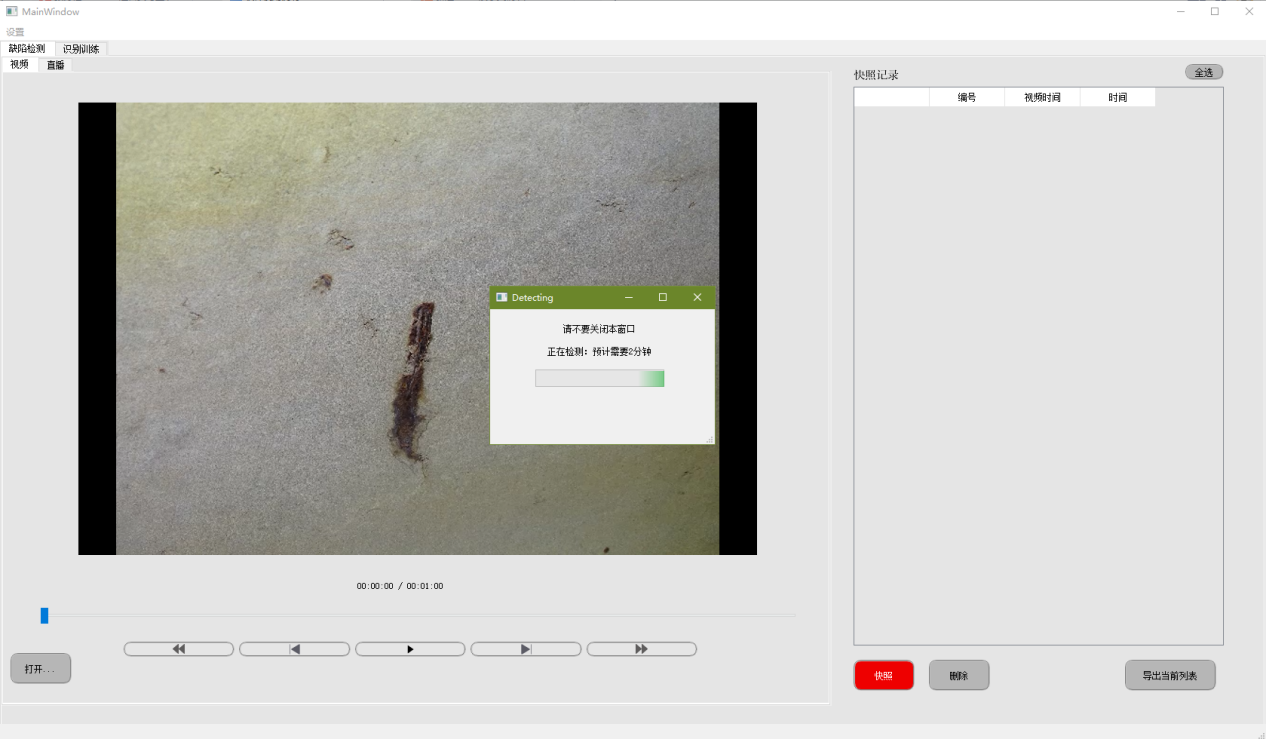 MainWindow
设置
缺陷检测 识别训练
视频 直播
快照记录 全选
编号 视频时间 时间
Detecting
请不要关闭本窗口
正在检测：预计需要2分钟
00:00:00 / 00:01:00
打开...
快照 删除 导出当前列表